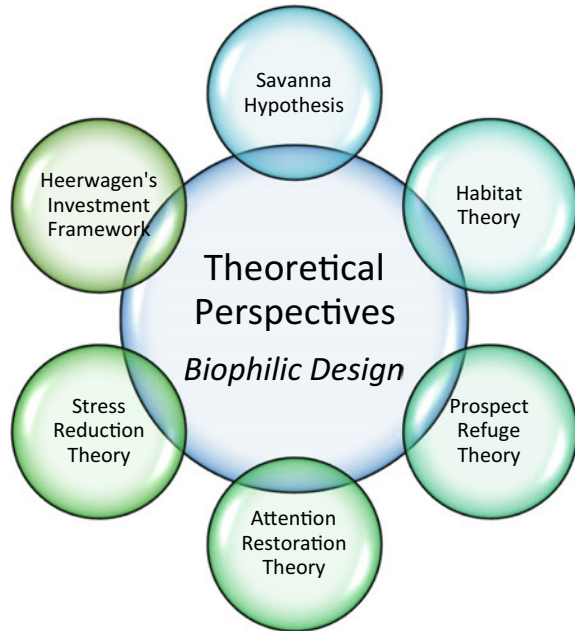 Theoretical
Perspectives
Biophilic Design
Savanna
Hypothesis
Habitat
Theory
Prospect
Refuge
Theory
Attention
Restoration
Theory
Stress
Reduction
Theory
Heerwagen's
Investment
Framework